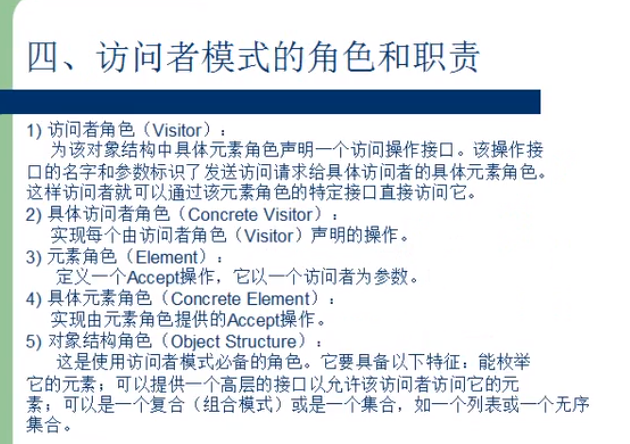 四、访问者模式的角色和职责
1) 访问者角色（Visitor）：
为该对象结构中具体元素角色声明一个访问操作接口。该操作接
口的名字和参数标识了发送访问请求给具体访问者的具体元素角色。
这样访问者就可以通过该元素角色的特定接口直接访问它。
2) 具体访问者角色（Concrete Visitor）：
实现每个由访问者角色（Visitor）声明的操作。
3) 元素角色（Element）：
定义一个Accept操作，它以一个访问者为参数。
4) 具体元素角色（Concrete Element）：
实现由元素角色提供的Accept操作。
5) 对象结构角色（Object Structure）：
这是使用访问者模式必备的角色。它要具备以下特征：能枚举
它的元素；可以提供一个高层的接口以允许该访问者访问它的元
素；可以是一个复合（组合模式）或是一个集合，如一个列表或一个无序
集合。